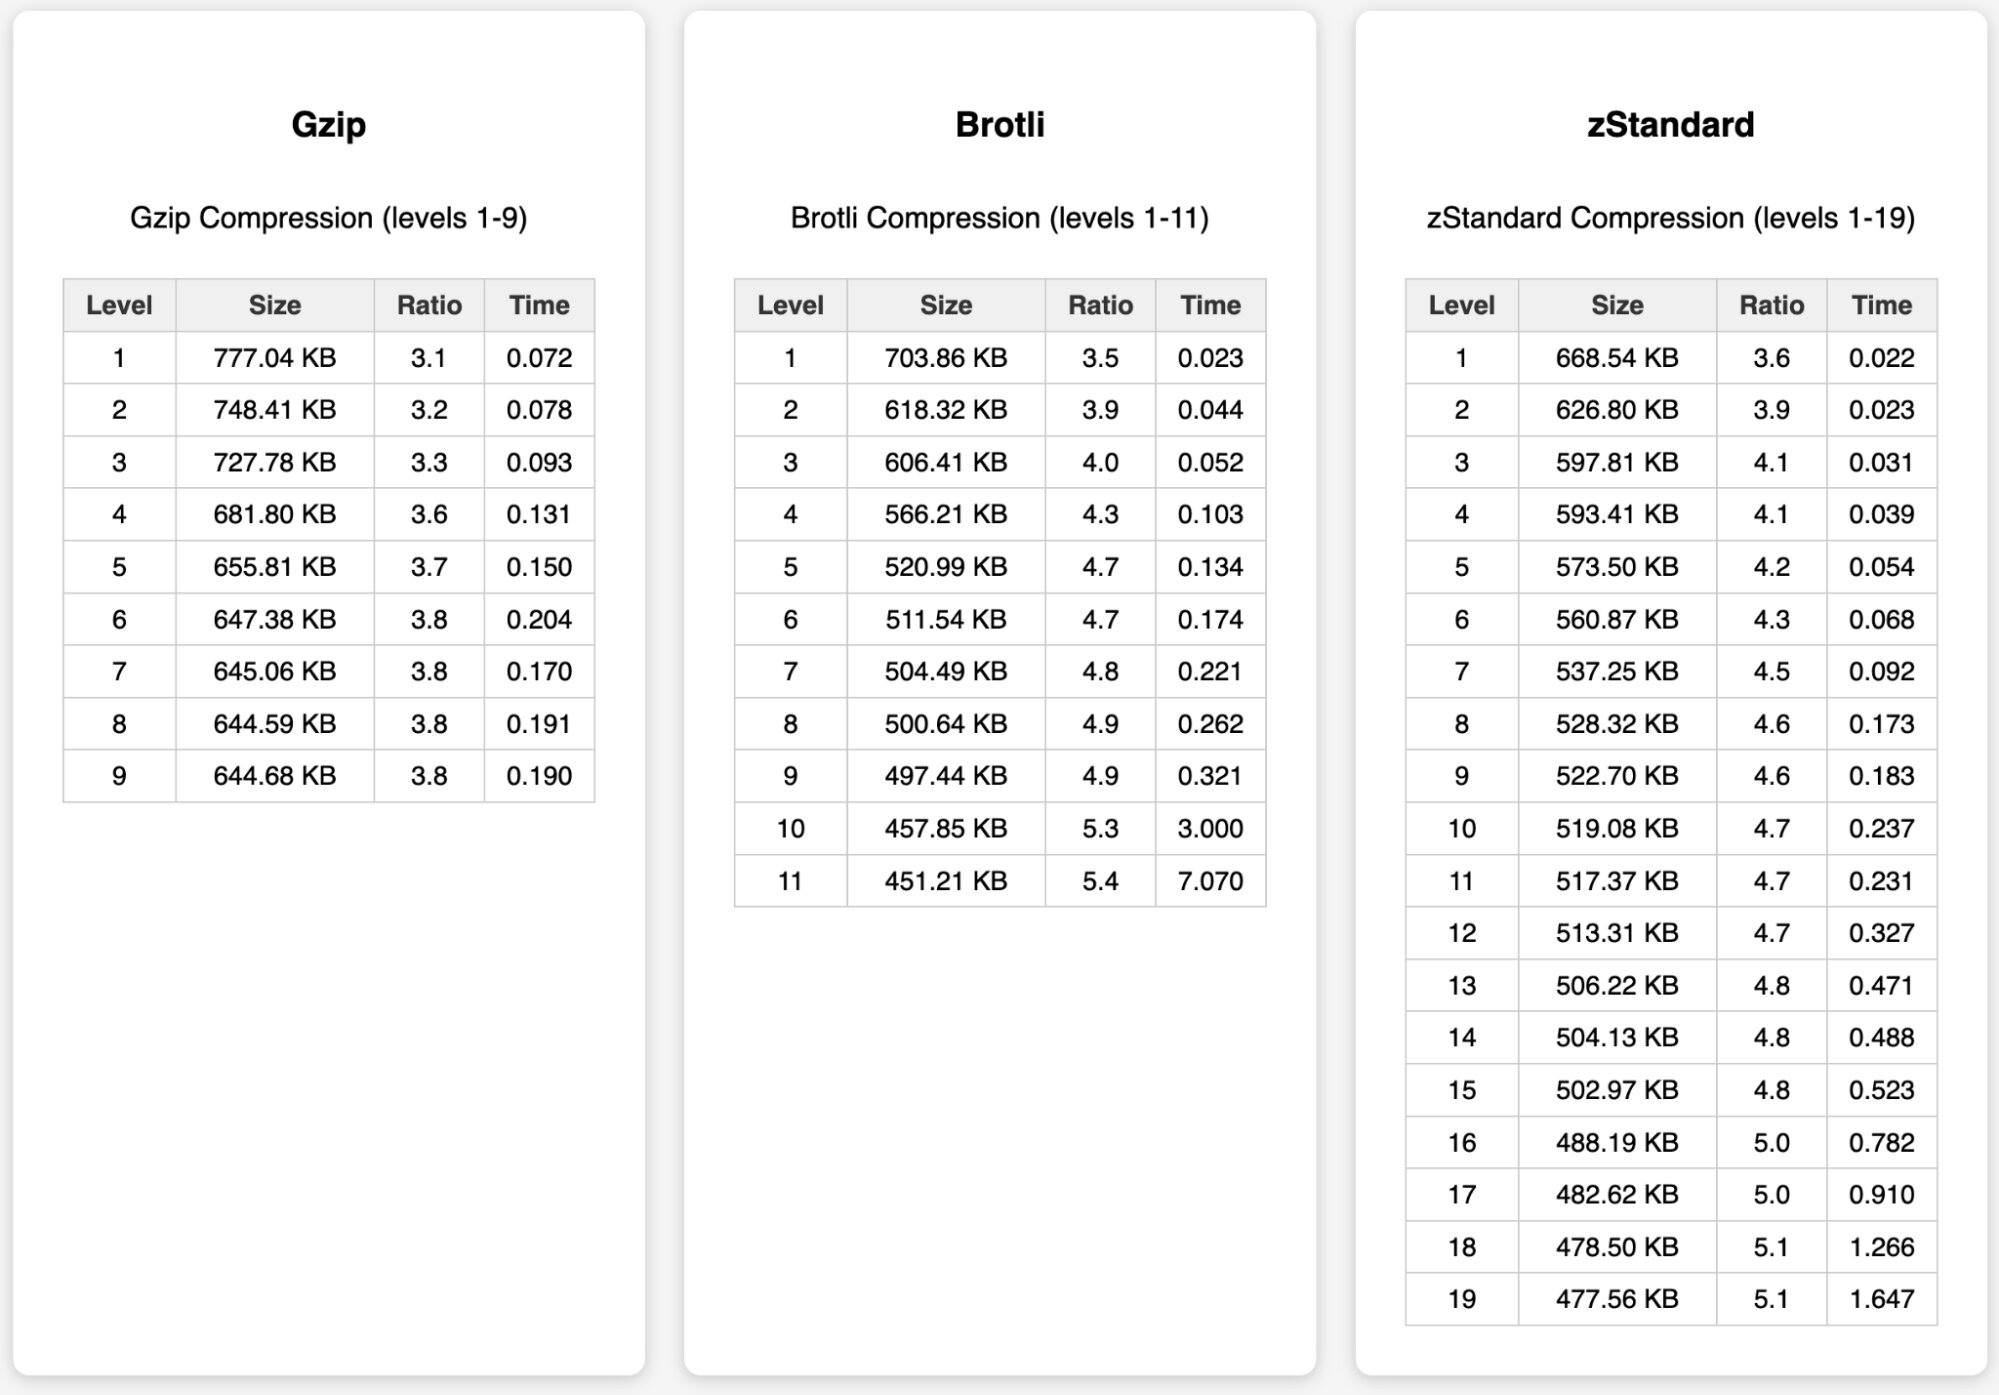 Gzip
Gzip Compression (levels 1-9)
Level Size Ratio Time
1 777.04 KB 3.1 0.072
2 748.41 KB 3.2 0.078
3 727.78 KB 3.3 0.093
4 681.80 KB 3.6 0.131
5 655.81 KB 3.7 0.150
6 647.38 KB 3.8 0.204
7 645.06 KB 3.8 0.170
8 644.59 KB 3.8 0.191
9 644.68 KB 3.8 0.190
Brotli
Brotli Compression (levels 1-11)
Level Size Ratio Time
1 703.86 KB 3.5 0.023
2 618.32 KB 3.9 0.044
3 606.41 KB 4.0 0.052
4 566.21 KB 4.3 0.103
5 520.99 KB 4.7 0.134
6 511.54 KB 4.7 0.174
7 504.49 KB 4.8 0.221
8 500.64 KB 4.9 0.262
9 497.44 KB 4.9 0.321
10 457.85 KB 5.3 3.000
11 451.21 KB 5.4 7.070
zStandard
zStandard Compression (levels 1-19)
Level Size Ratio Time
1 668.54 KB 3.6 0.022
2 626.80 KB 3.9 0.023
3 597.81 KB 4.1 0.031
4 593.41 KB 4.1 0.039
5 573.50 KB 4.2 0.054
6 560.87 KB 4.3 0.068
7 537.25 KB 4.5 0.092
8 528.32 KB 4.6 0.173
9 522.70 KB 4.6 0.183
10 519.08 KB 4.7 0.237
11 517.37 KB 4.7 0.231
12 513.31 KB 4.7 0.327
13 506.22 KB 4.8 0.471
14 504.13 KB 4.8 0.488
15 502.97 KB 4.8 0.523
16 488.19 KB 5.0 0.782
17 482.62 KB 5.0 0.910
18 478.50 KB 5.1 1.266
19 477.56 KB 5.1 1.647